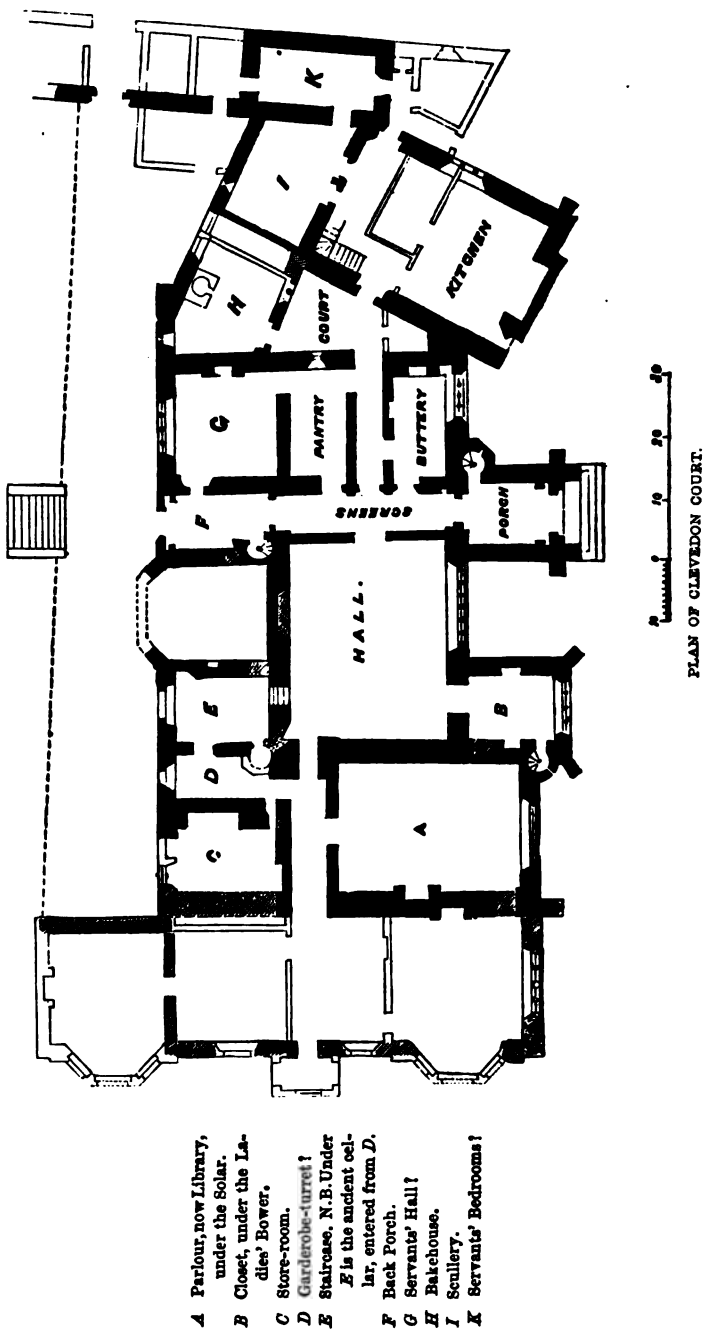 K
I
H
COURT
KITCHEN
G
PANTRY
BUTTERY
F
SCREENS
PORCH
HALL.
E
D
B
C
A
10
0
10
20
30
PLAN OF CLEVEDON COURT.
A Parlour, now Library,
under the Solar.
B Closet, under the La-
dies' Bower.
C Store-room.
D Garderobe-turret?
E Staircase. N.B. Under
E is the ancient cel-
lar, entered from D.
F Back Porch.
G Servants' Hall?
H Bakehouse.
I Scullery.
K Servants' Bedrooms?